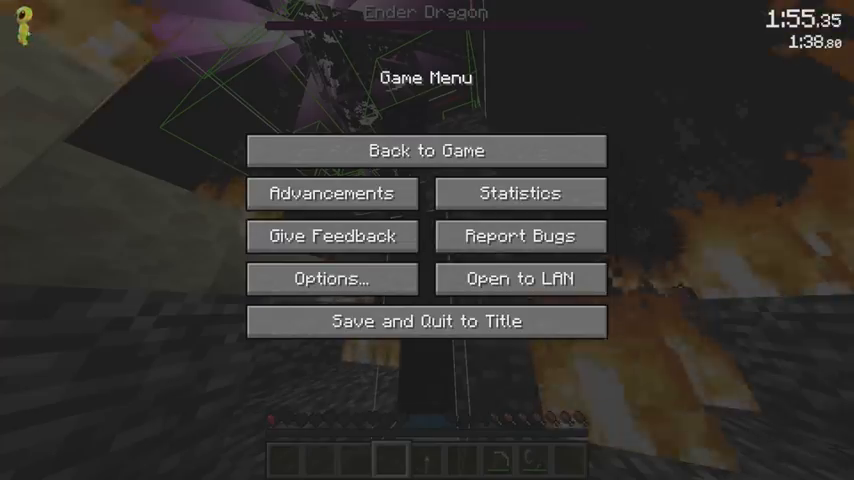 Ender Dragon
1:55.35
1:38.80
Game Menu
Back to Game
Advancements
Statistics
Give Feedback
Report Bugs
Options...
Open to LAN
Save and Quit to Title